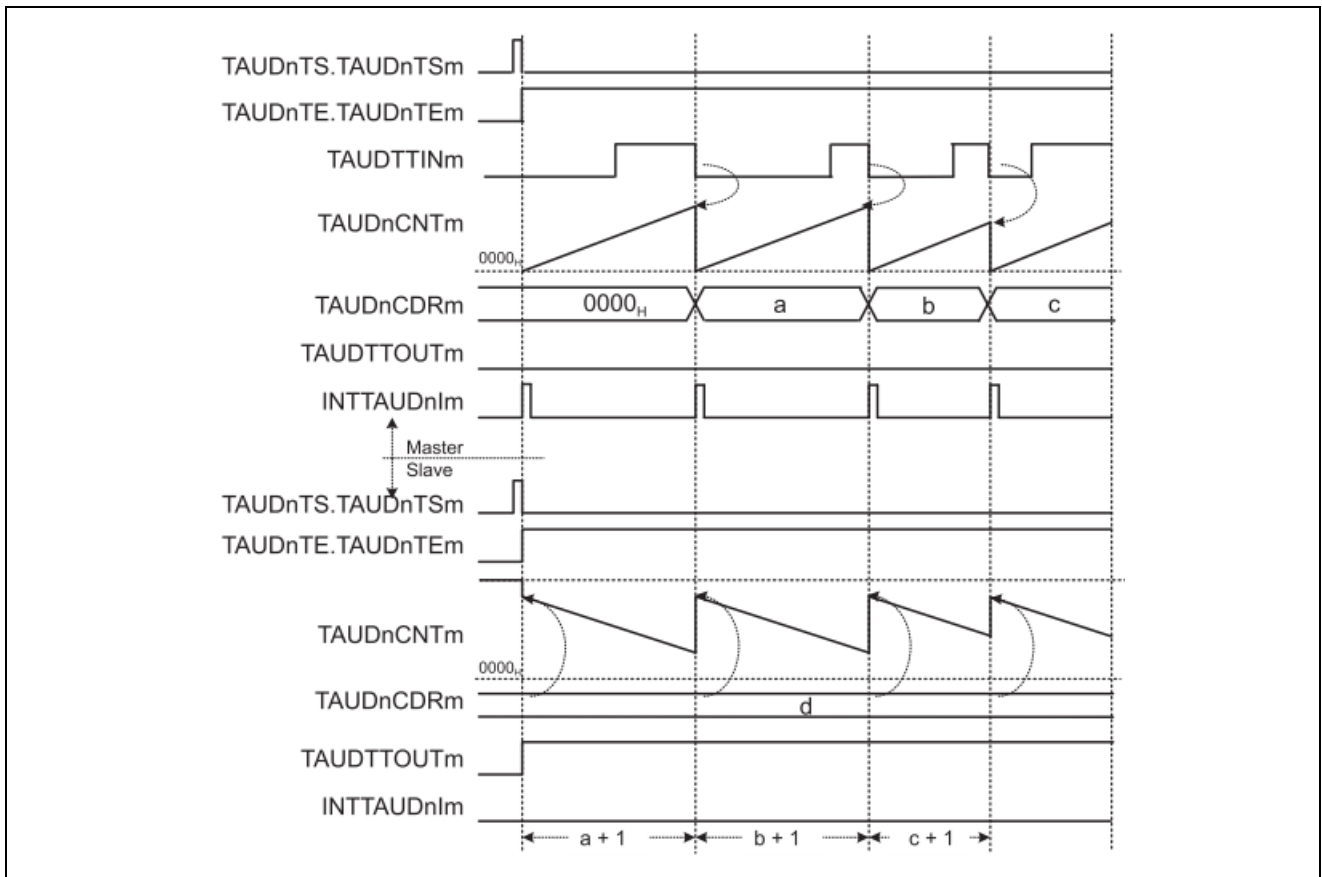 TAUDnTS.TAUDnTSm
TAUDnTE.TAUDnTEm
TAUDTTINm
TAUDnCNTm
0000H
TAUDnCDRm 0000H a b c
TAUDTTOUTm
INTTAUDnIm
Master
Slave
TAUDnTS.TAUDnTSm
TAUDnTE.TAUDnTEm
TAUDnCNTm
0000H
TAUDnCDRm d
TAUDTTOUTm
INTTAUDnIm
a + 1 b + 1 c + 1